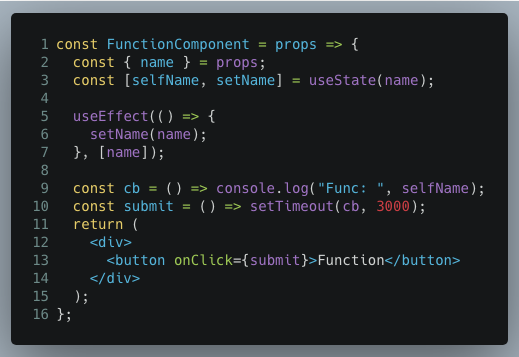 1 const FunctionComponent = props => {
2   const { name } = props;
3   const [selfName, setName] = useState(name);
4
5   useEffect(() => {
6     setName(name);
7   }, [name]);
8
9   const cb = () => console.log("Func: ", selfName);
10   const submit = () => setTimeout(cb, 3000);
11   return (
12     <div>
13       <button onClick={submit}>Function</button>
14     </div>
15   );
16 };